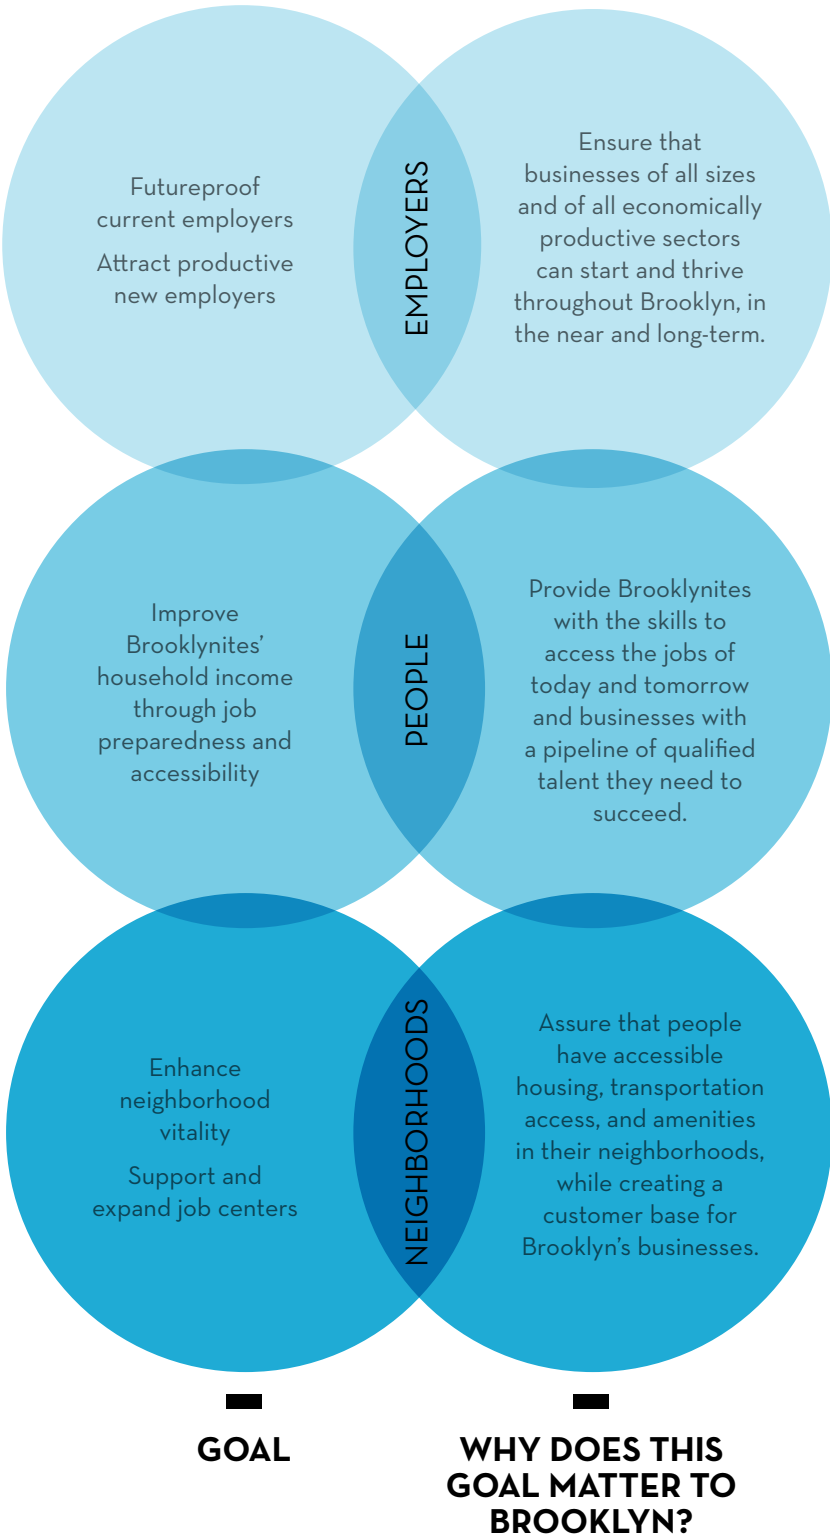 Futureproof
current employers
Attract productive
new employers
EMPLOYERS
Ensure that
businesses of all sizes
and of all economically
productive sectors
can start and thrive
throughout Brooklyn, in
the near and long-term.
Improve
Brooklynites’
household income
through job
preparedness and
accessibility
PEOPLE
Provide Brooklynites
with the skills to
access the jobs of
today and tomorrow
and businesses with
a pipeline of qualified
talent they need to
succeed.
Enhance
neighborhood
vitality
Support and
expand job centers
NEIGHBORHOODS
Assure that people
have accessible
housing, transportation
access, and amenities
in their neighborhoods,
while creating a
customer base for
Brooklyn’s businesses.
GOAL
WHY DOES THIS
GOAL MATTER TO
BROOKLYN?